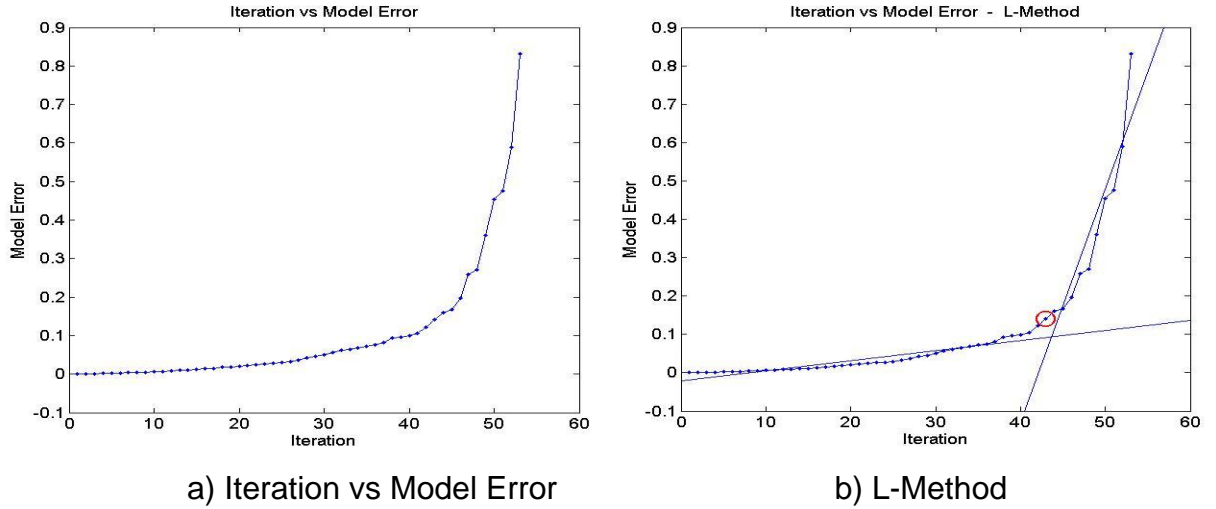 Iteration vs Model Error
0.9
0.8
0.7
0.6
0.5
0.4
0.3
0.2
0.1
0
-0.1
Model Error
0 10 20 30 40 50 60
Iteration
a) Iteration vs Model Error
Iteration vs Model Error - L-Method
0.9
0.8
0.7
0.6
0.5
0.4
0.3
0.2
0.1
0
-0.1
Model Error
0 10 20 30 40 50 60
Iteration
b) L-Method